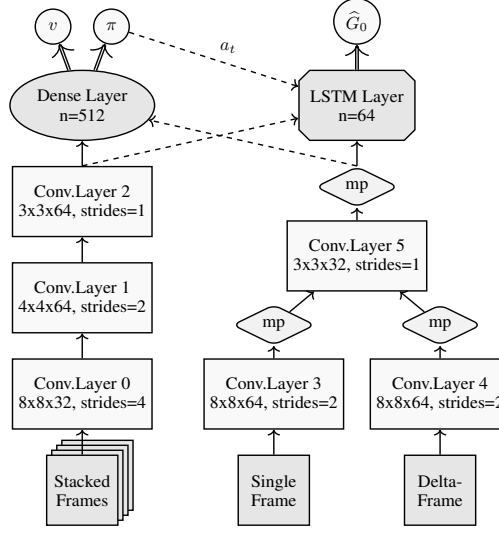 v π Ĝ₀
aₜ
Dense Layer
n=512
LSTM Layer
n=64
Conv.Layer 2
3x3x64, strides=1
mp
Conv.Layer 5
3x3x32, strides=1
Conv.Layer 1
4x4x64, strides=2
mp mp
Conv.Layer 0
8x8x32, strides=4
Conv.Layer 3
8x8x64, strides=2
Conv.Layer 4
8x8x64, strides=2
Stacked
Frames
Single
Frame
Delta-
Frame